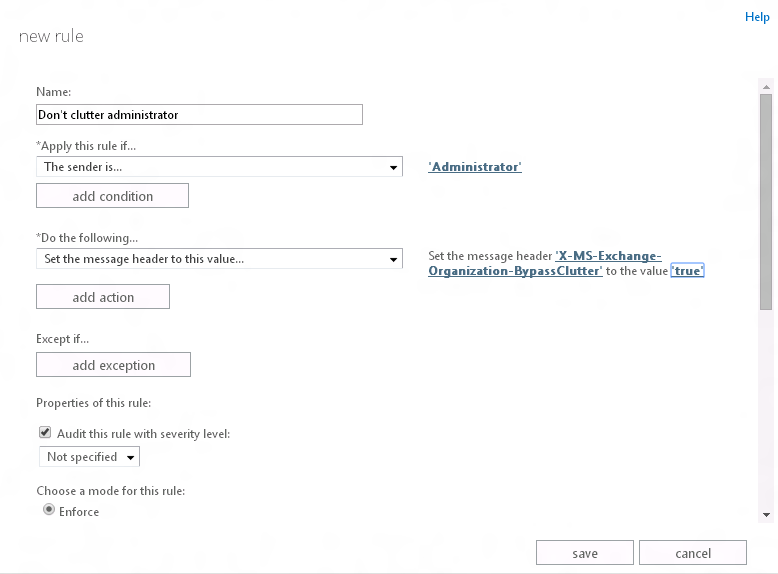 Help
new rule
Name:
Don't clutter administrator
*Apply this rule if...
The sender is...
'Administrator'
add condition
*Do the following...
Set the message header to this value...
Set the message header 'X-MS-Exchange-
Organization-BypassClutter' to the value 'true'
add action
Except if...
add exception
Properties of this rule:
Audit this rule with severity level:
Not specified
Choose a mode for this rule:
Enforce
save
cancel